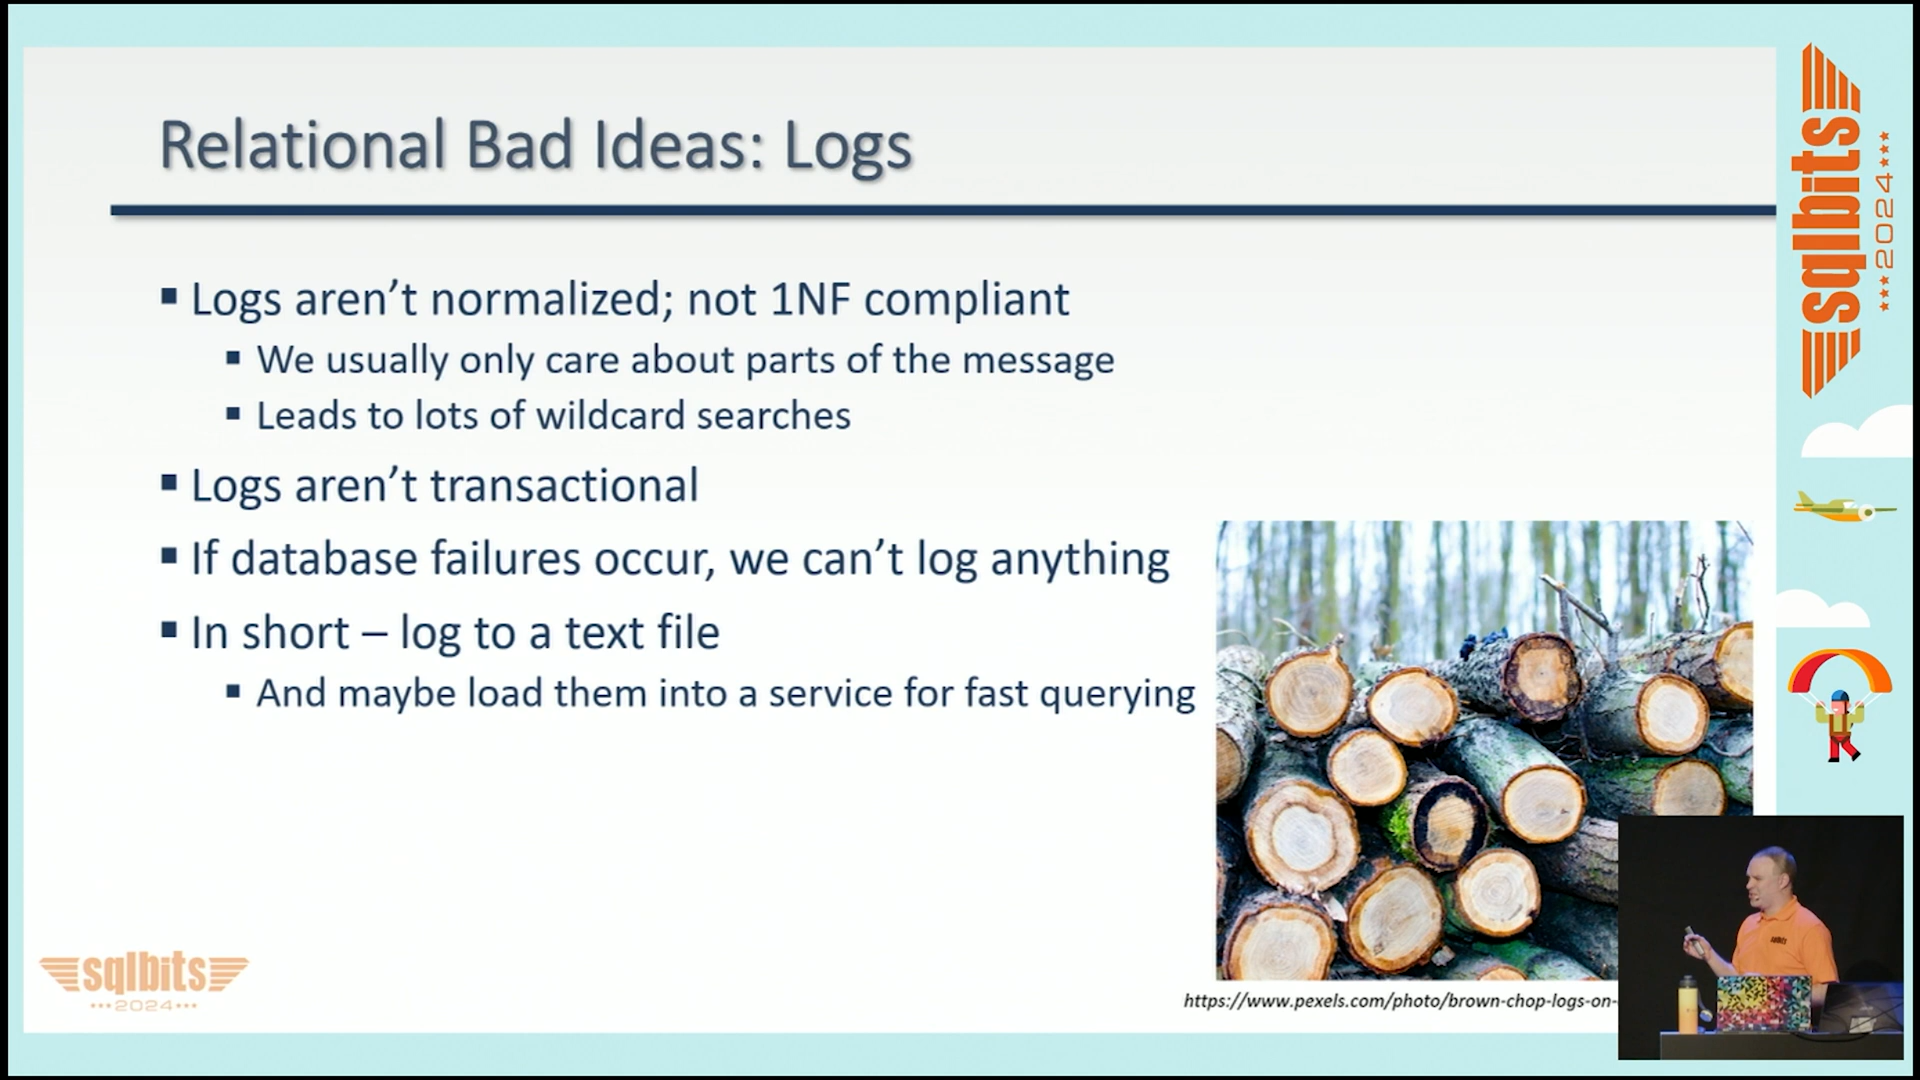 Relational Bad Ideas: Logs
Logs aren’t normalized; not 1NF compliant
We usually only care about parts of the message
Leads to lots of wildcard searches
Logs aren’t transactional
If database failures occur, we can’t log anything
In short – log to a text file
And maybe load them into a service for fast querying
https://www.pexels.com/photo/brown-chop-logs-on-
sqlbits
2024
sqlbits
2024